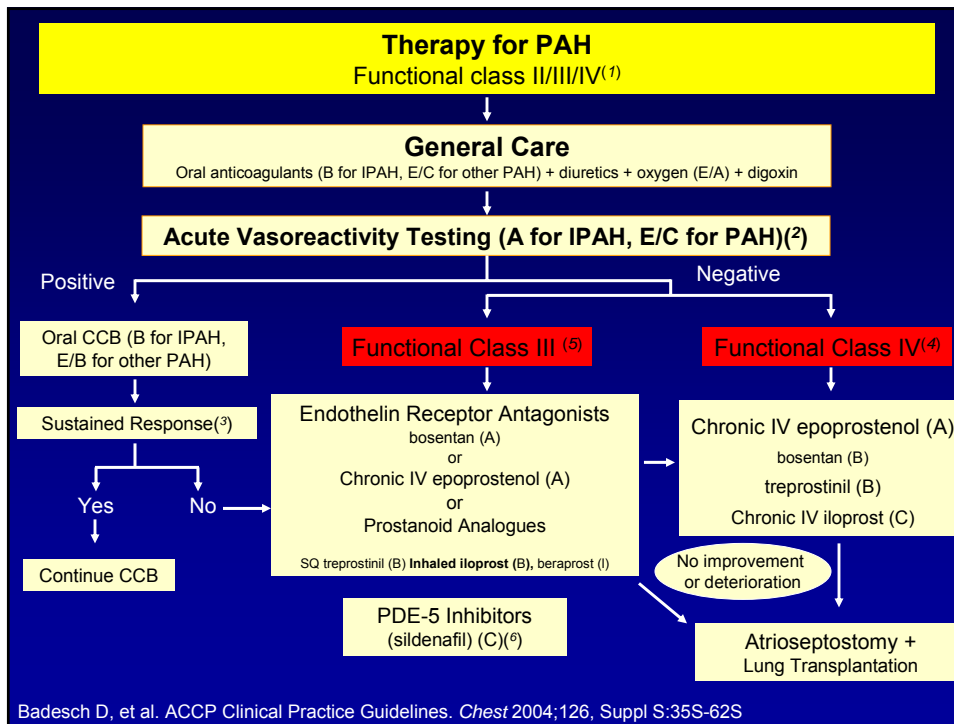 Therapy for PAH
Functional class II/III/IV(1)
General Care
Oral anticoagulants (B for IPAH, E/C for other PAH) + diuretics + oxygen (E/A) + digoxin
Acute Vasoreactivity Testing (A for IPAH, E/C for PAH)(2)
Positive
Negative
Oral CCB (B for IPAH,
E/B for other PAH)
Functional Class III (5)
Functional Class IV(4)
Sustained Response(3)
Yes
No
Continue CCB
Endothelin Receptor Antagonists
bosentan (A)
or
Chronic IV epoprostenol (A)
or
Prostanoid Analogues
SQ treprostinil (B) Inhaled iloprost (B), beraprost (I)
Chronic IV epoprostenol (A)
bosentan (B)
treprostinil (B)
Chronic IV iloprost (C)
No improvement
or deterioration
PDE-5 Inhibitors
(sildenafil) (C)(6)
Atrioseptostomy +
Lung Transplantation
Badesch D, et al. ACCP Clinical Practice Guidelines. Chest 2004;126, Suppl S:35S-62S